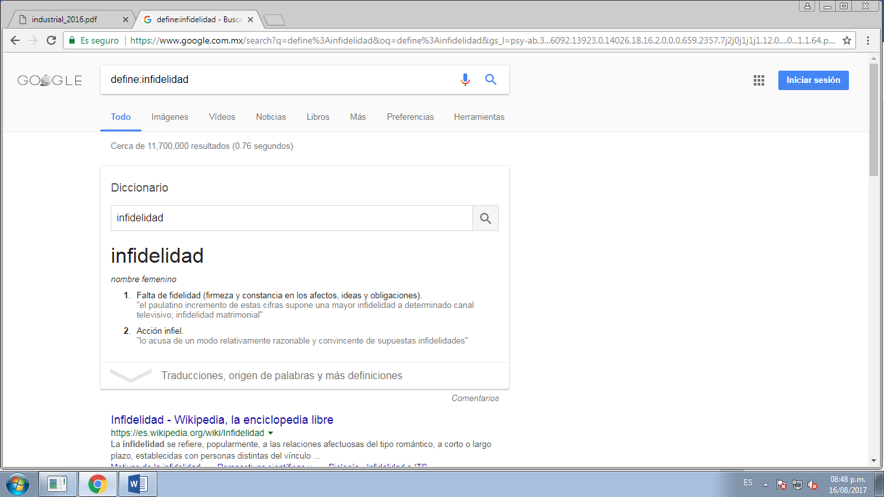 industrial_2016.pdf
define:infidelidad - Busc
Es seguro
https://www.google.com.mx/search?q=define%3Ainfidelidad&oq=define%3Ainfidelidad&gs_l=psy-ab.3...6092.13923.0.14026.18.16.2.0.0.0.659.2357.7j2j0j1j1j1.12.0....0...1.1.64.p...
GOOGLE
define:infidelidad
Iniciar sesión
Todo Imágenes Vídeos Noticias Libros Más Preferencias Herramientas
Cerca de 11,700,000 resultados (0.76 segundos)
Diccionario
infidelidad
infidelidad
nombre femenino
1. Falta de fidelidad (firmeza y constancia en los afectos, ideas y obligaciones).
"el paulatino incremento de estas cifras supone una mayor infidelidad a determinado canal
televisivo; infidelidad matrimonial"
2. Acción infiel.
"lo acusa de un modo relativamente razonable y convincente de supuestas infidelidades"
Traducciones, origen de palabras y más definiciones
Comentarios
Infidelidad - Wikipedia, la enciclopedia libre
https://es.wikipedia.org/wiki/Infidelidad
La infidelidad se refiere, popularmente, a las relaciones afectuosas del tipo romántico, a corto o largo
plazo, establecidas con personas distintas del vínculo ...
ES
08:48 p.m.
16/08/2017